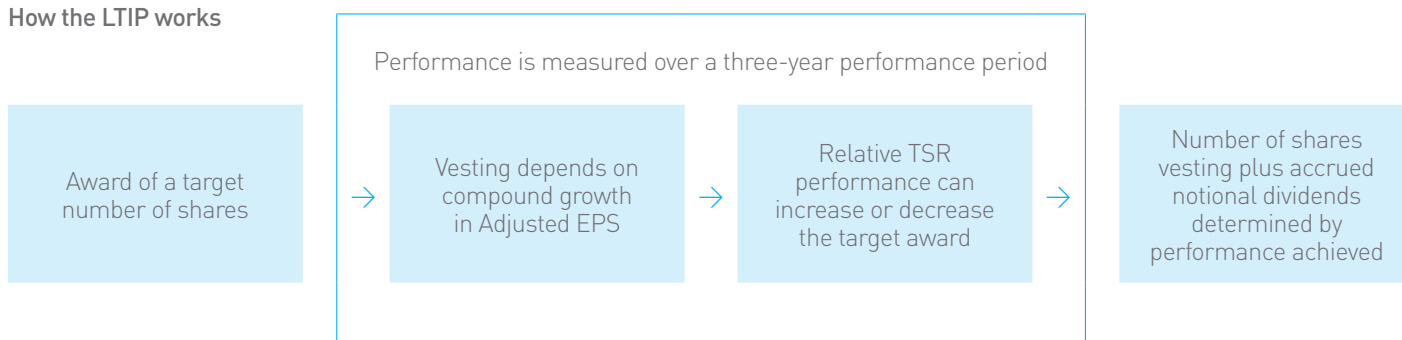 How the LTIP works
Performance is measured over a three-year performance period
Award of a target
number of shares
→
Vesting depends on
compound growth
in Adjusted EPS
→
Relative TSR
performance can
increase or decrease
the target award
→
Number of shares
vesting plus accrued
notional dividends
determined by
performance achieved